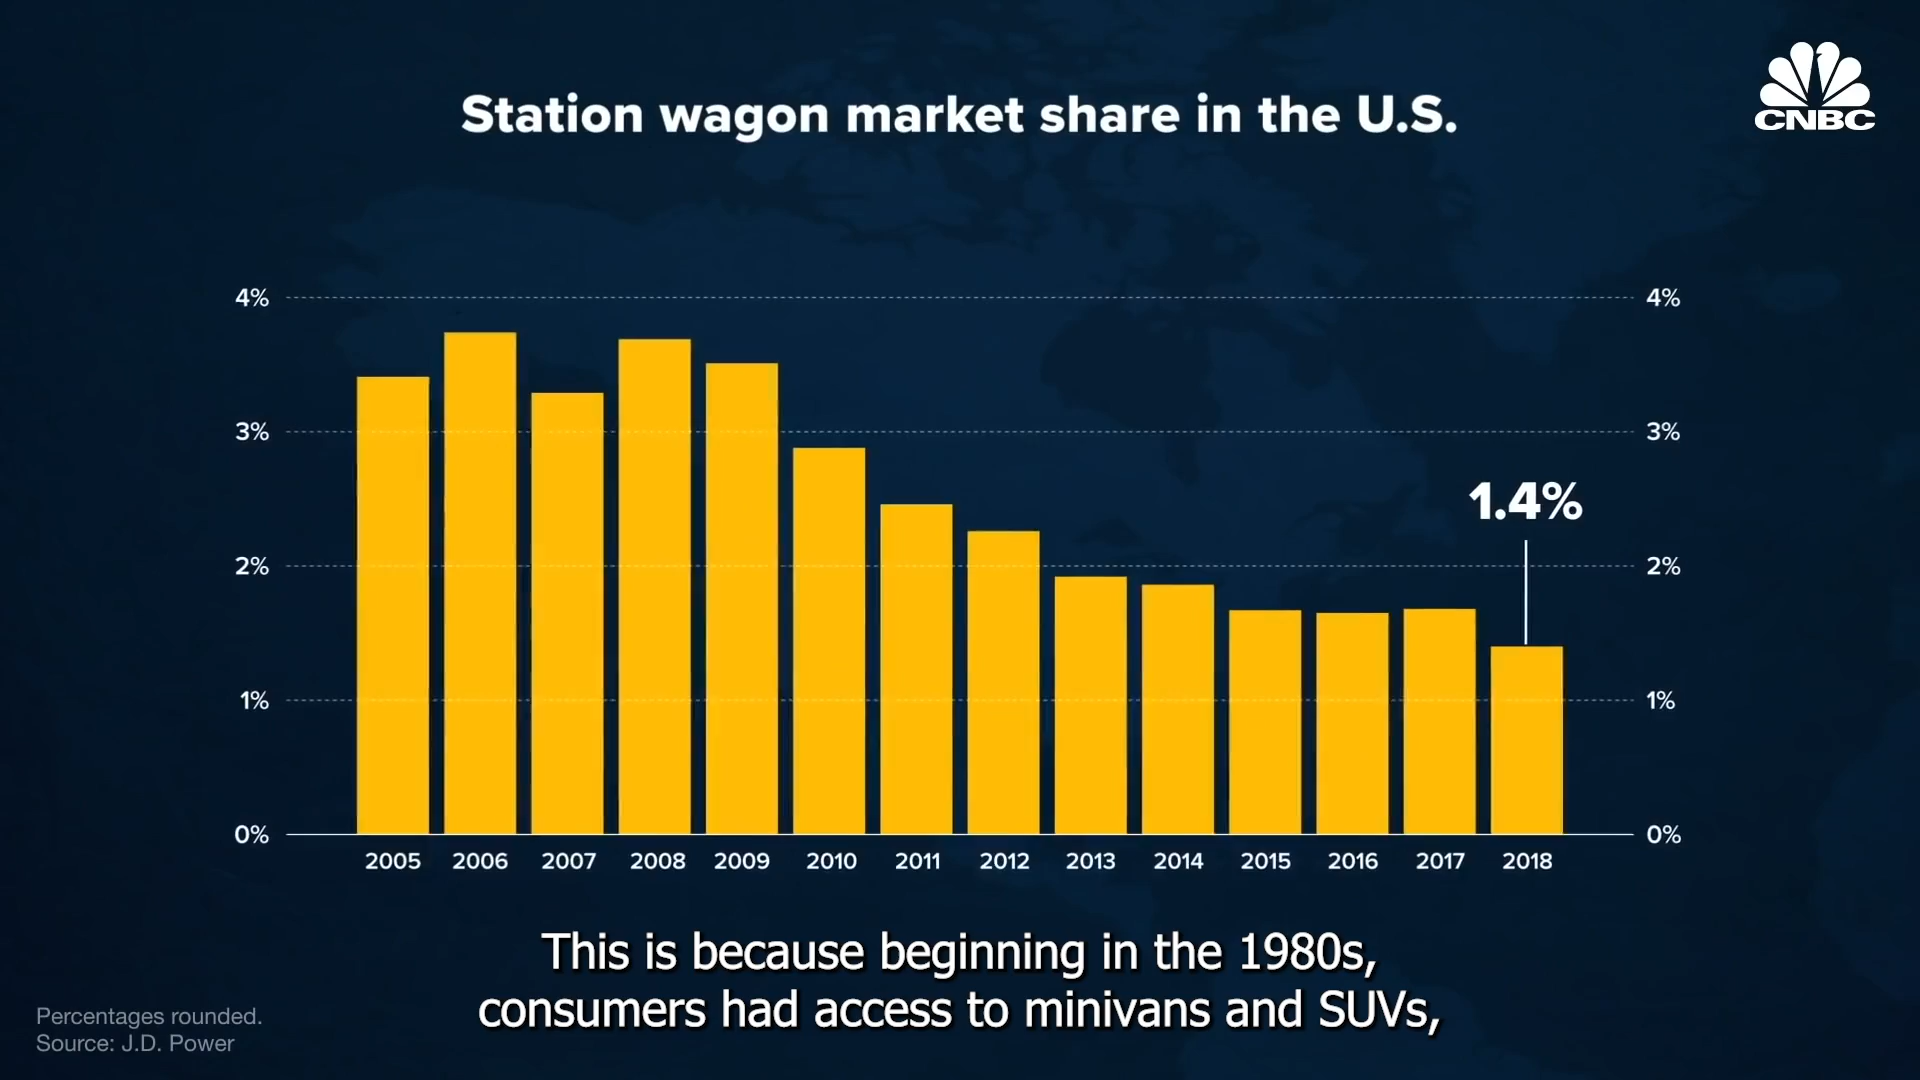 CNBC
Station wagon market share in the U.S.
4% 4%
3% 3%
1.4%
2% 2%
1% 1%
0% 0%
2005 2006 2007 2008 2009 2010 2011 2012 2013 2014 2015 2016 2017 2018
This is because beginning in the 1980s,
consumers had access to minivans and SUVs,
Percentages rounded.
Source: J.D. Power